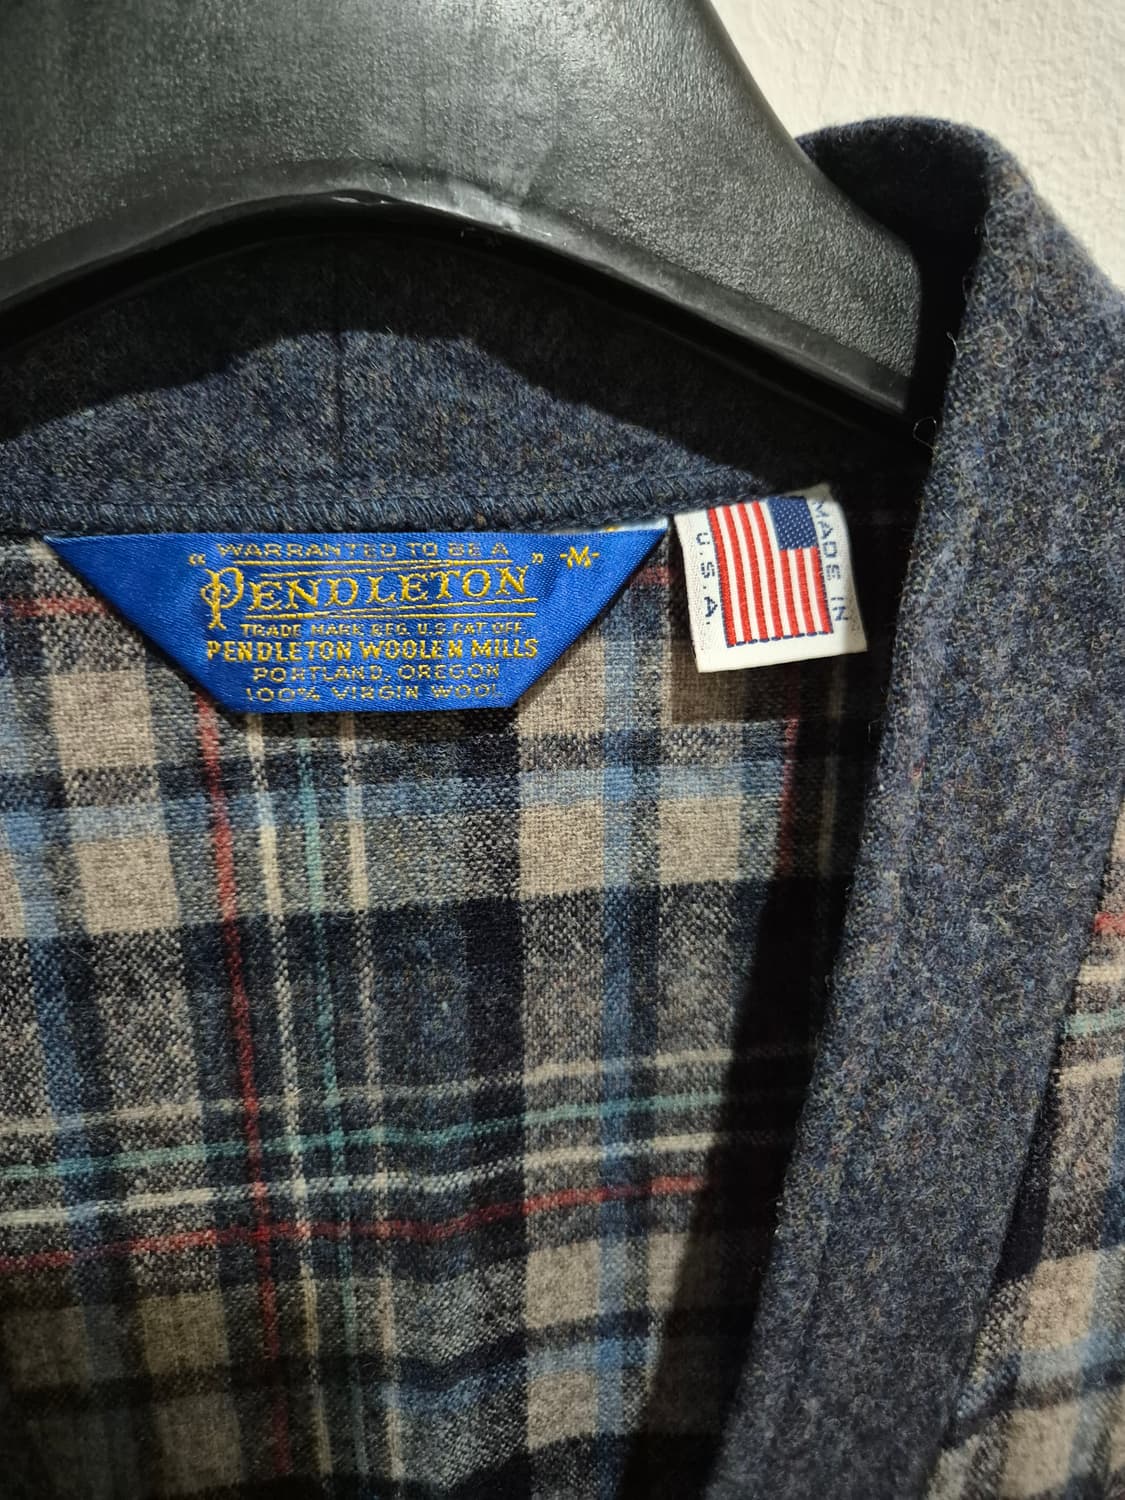 "WARRANTED TO BE A
PENDLETON" -M-
TRADE MARK REG. U.S. PAT. OFF.
PENDLETON WOOLEN MILLS
PORTLAND, OREGON
100% VIRGIN WOOL
MADE IN
U.S.A